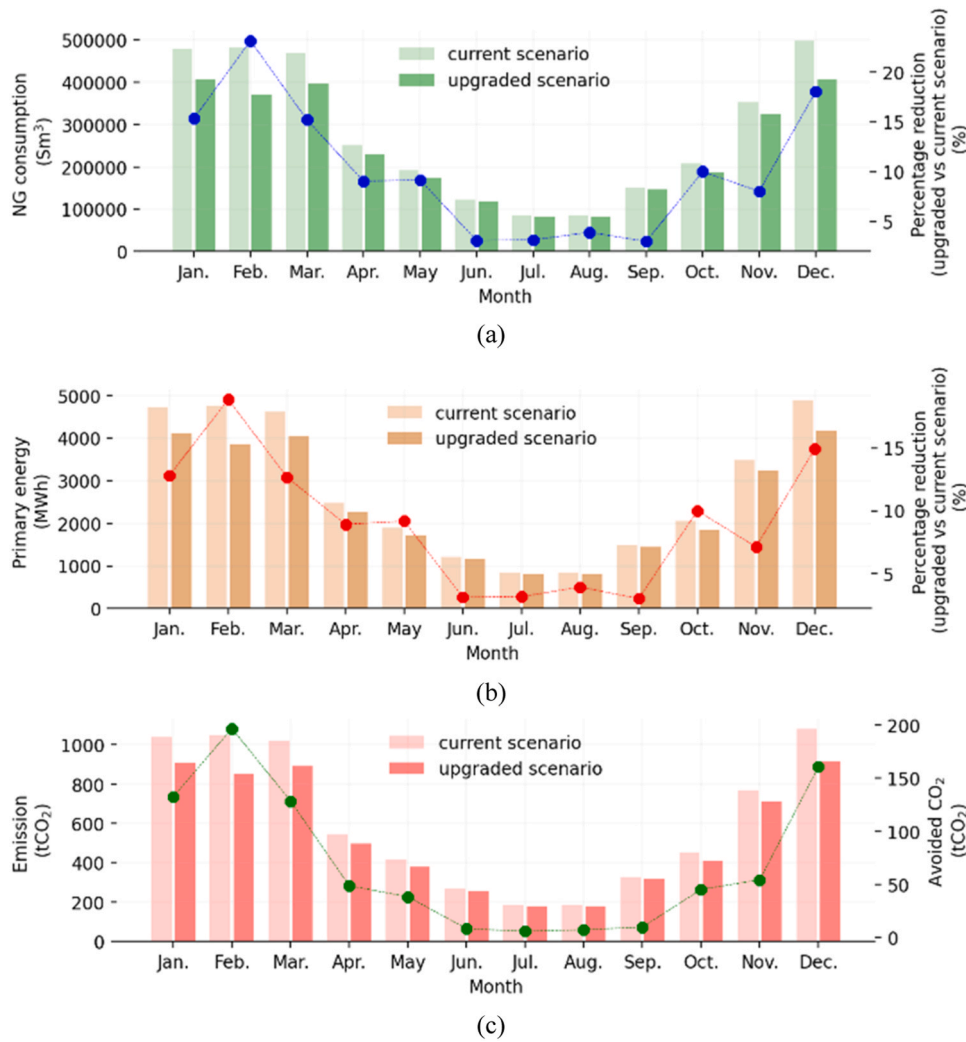 500000
400000
300000
200000
100000
0
NG consumption
(Sm³)
current scenario
upgraded scenario
20
15
10
5
Percentage reduction
(upgraded vs current scenario)
(%)
Jan. Feb. Mar. Apr. May Jun. Jul. Aug. Sep. Oct. Nov. Dec.
Month
(a)
5000
4000
3000
2000
1000
0
Primary energy
(MWh)
current scenario
upgraded scenario
15
10
5
Percentage reduction
(upgraded vs current scenario)
(%)
Jan. Feb. Mar. Apr. May Jun. Jul. Aug. Sep. Oct. Nov. Dec.
Month
(b)
1000
800
600
400
200
0
Emission
(tCO₂)
current scenario
upgraded scenario
200
150
100
50
0
Avoided CO₂
(tCO₂)
Jan. Feb. Mar. Apr. May Jun. Jul. Aug. Sep. Oct. Nov. Dec.
Month
(c)